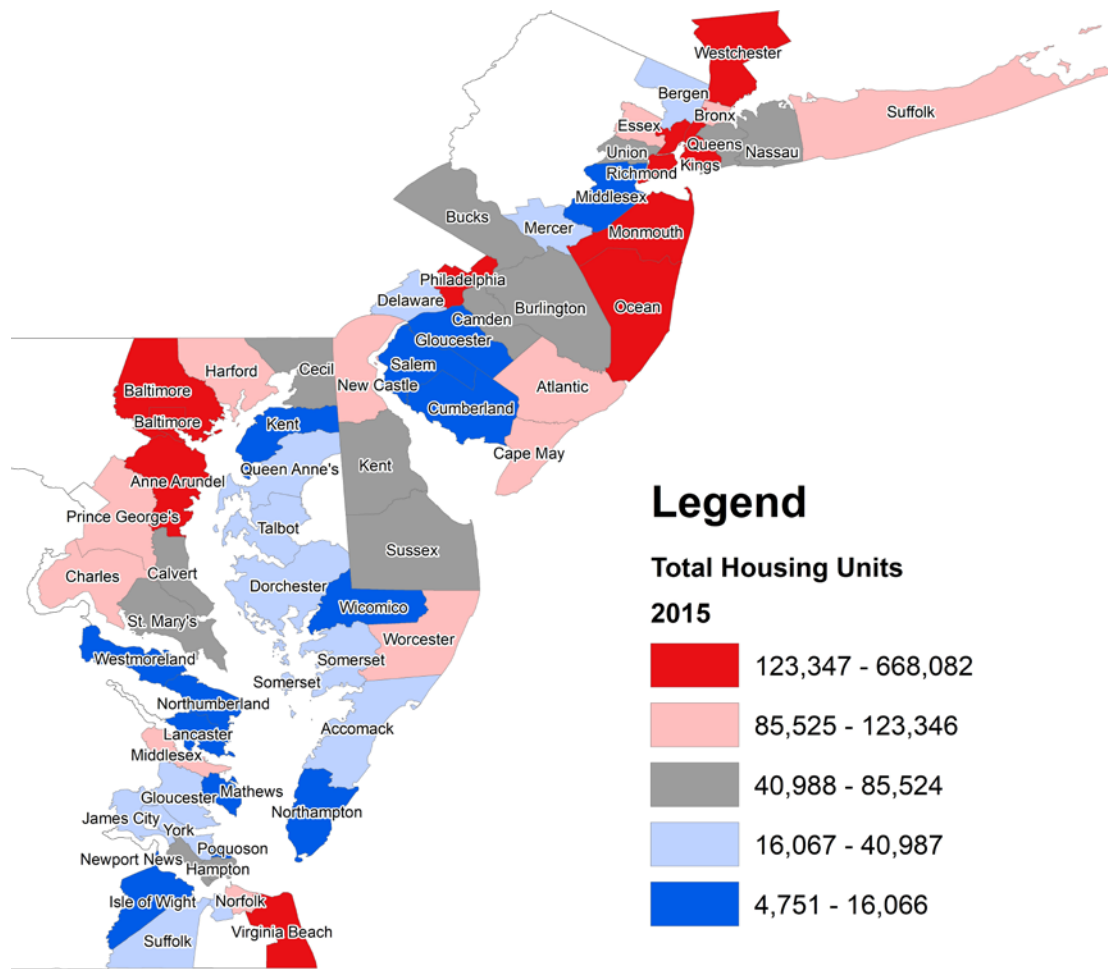 Westchester
Bergen
Suffolk
Bronx
Essex
Queens
Union
Nassau
Kings
Richmond
Middlesex
Bucks
Mercer
Monmouth
Philadelphia
Delaware
Ocean
Burlington
Camden
Gloucester
Harford
Cecil
Salem
New Castle
Atlantic
Baltimore
Cumberland
Baltimore
Kent
Cape May
Queen Anne's
Kent
Anne Arundel
Prince George's
Talbot
Sussex
Charles
Calvert
Dorchester
Wicomico
St. Mary's
Worcester
Westmoreland
Somerset
Somerset
Northumberland
Accomack
Lancaster
Middlesex
Mathews
Gloucester
Northampton
James City
York
Poquoson
Newport News
Hampton
Isle of Wight
Norfolk
Virginia Beach
Suffolk
Legend
Total Housing Units
2015
123,347 - 668,082
85,525 - 123,346
40,988 - 85,524
16,067 - 40,987
4,751 - 16,066